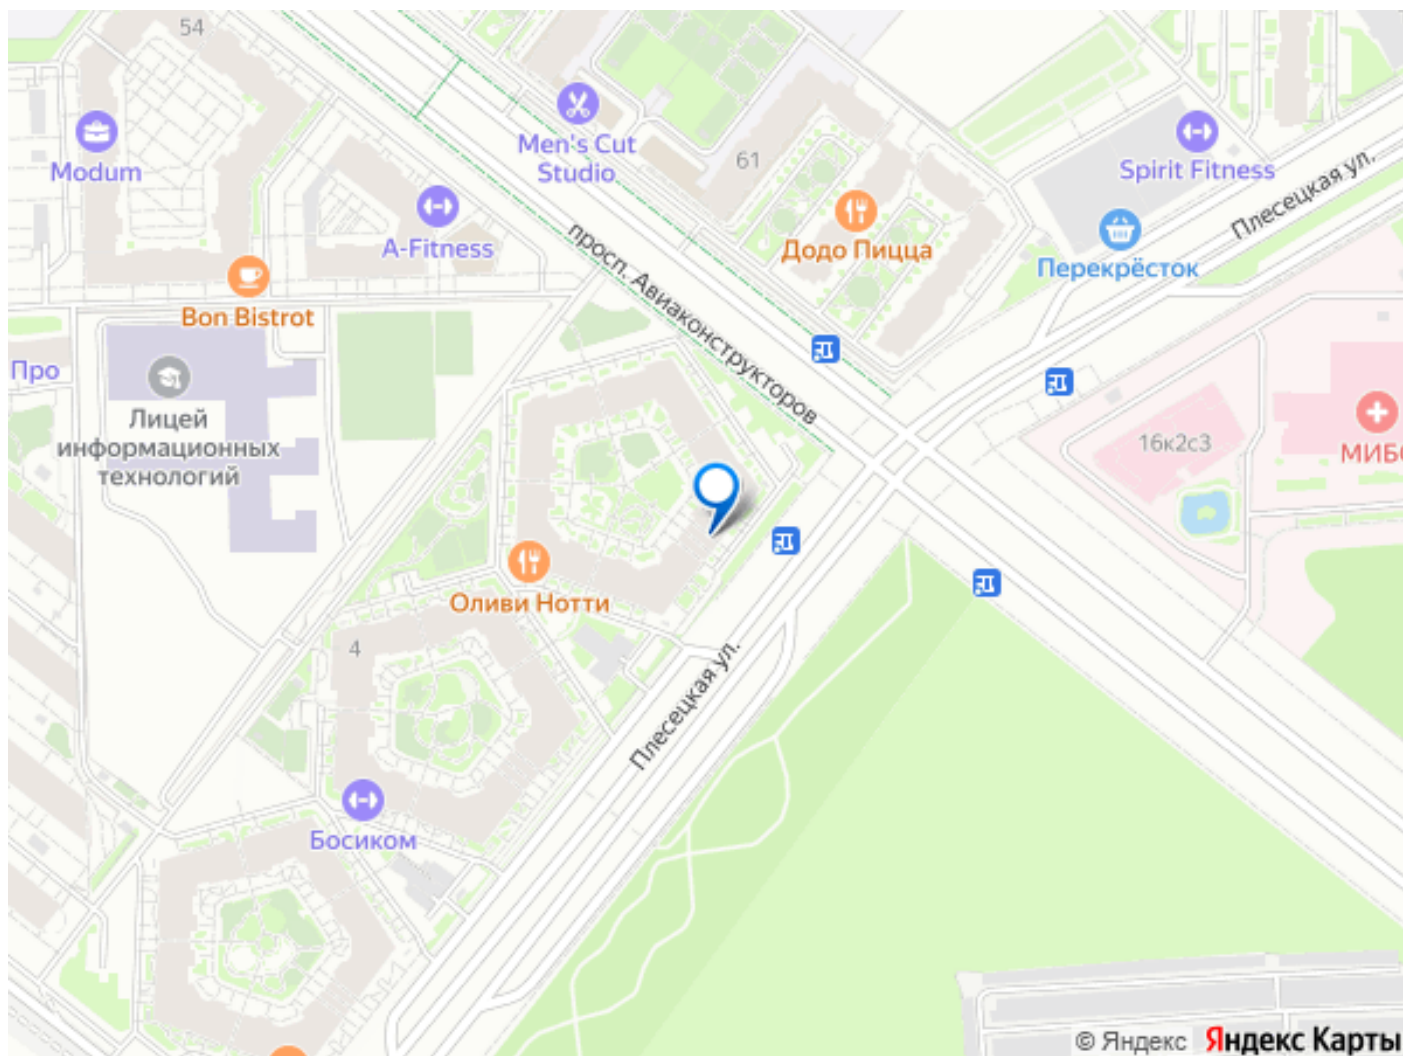 54
Modum
Men's Cut
Studio
61
Spirit Fitness
Плесецкая ул.
A-Fitness
просп. Авиаконструкторов
Додо Пицца
Перекрёсток
Bon Bistrot
Про
Лицей
информационных
технологий
16к2с3
МИБС
Оливи Нотти
4
Плесецкая ул.
Босиком
© Яндекс Яндекс Карты